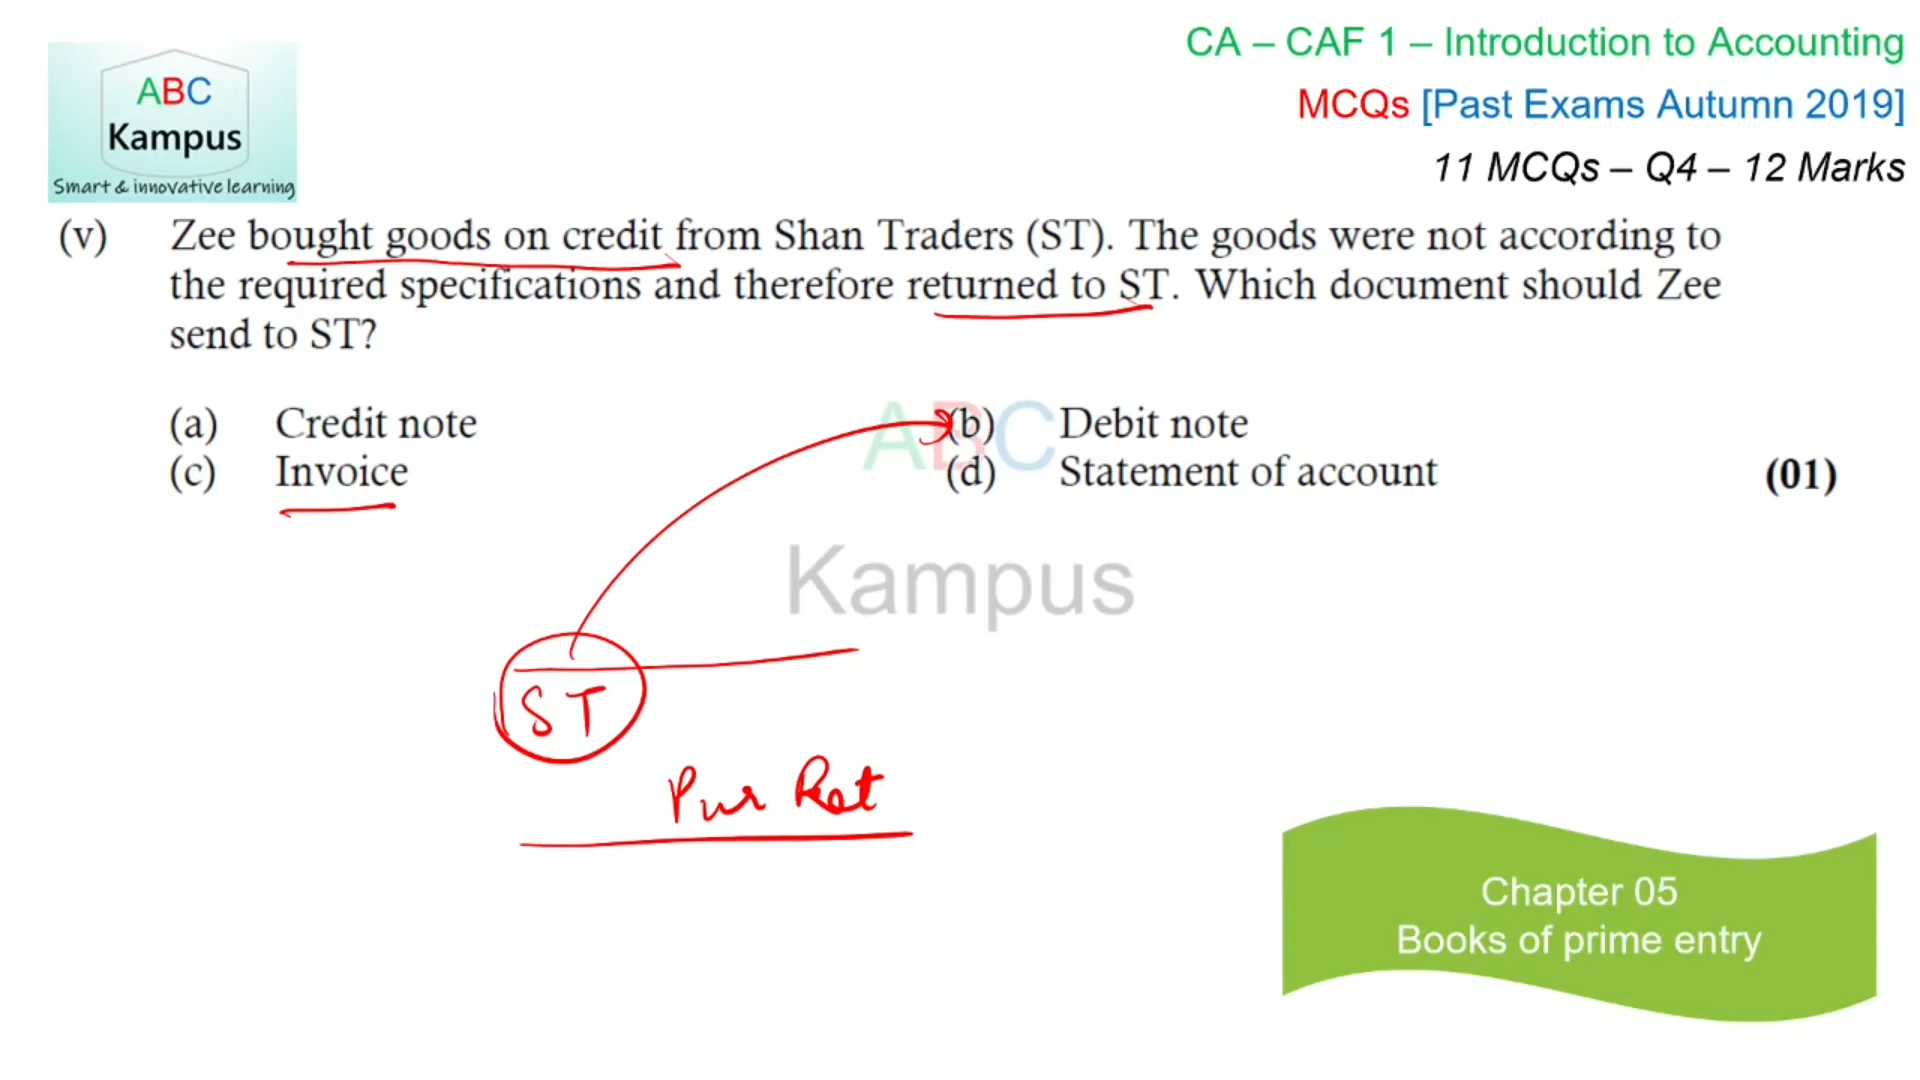 ABC
Kampus
Smart & innovative learning
CA – CAF 1 – Introduction to Accounting
MCQs [Past Exams Autumn 2019]
11 MCQs – Q4 – 12 Marks
(v) Zee bought goods on credit from Shan Traders (ST). The goods were not according to
the required specifications and therefore returned to ST. Which document should Zee
send to ST?
(a) Credit note (b) Debit note
(c) Invoice (d) Statement of account (01)
ABC
Kampus
ST
Pur Ret
Chapter 05
Books of prime entry